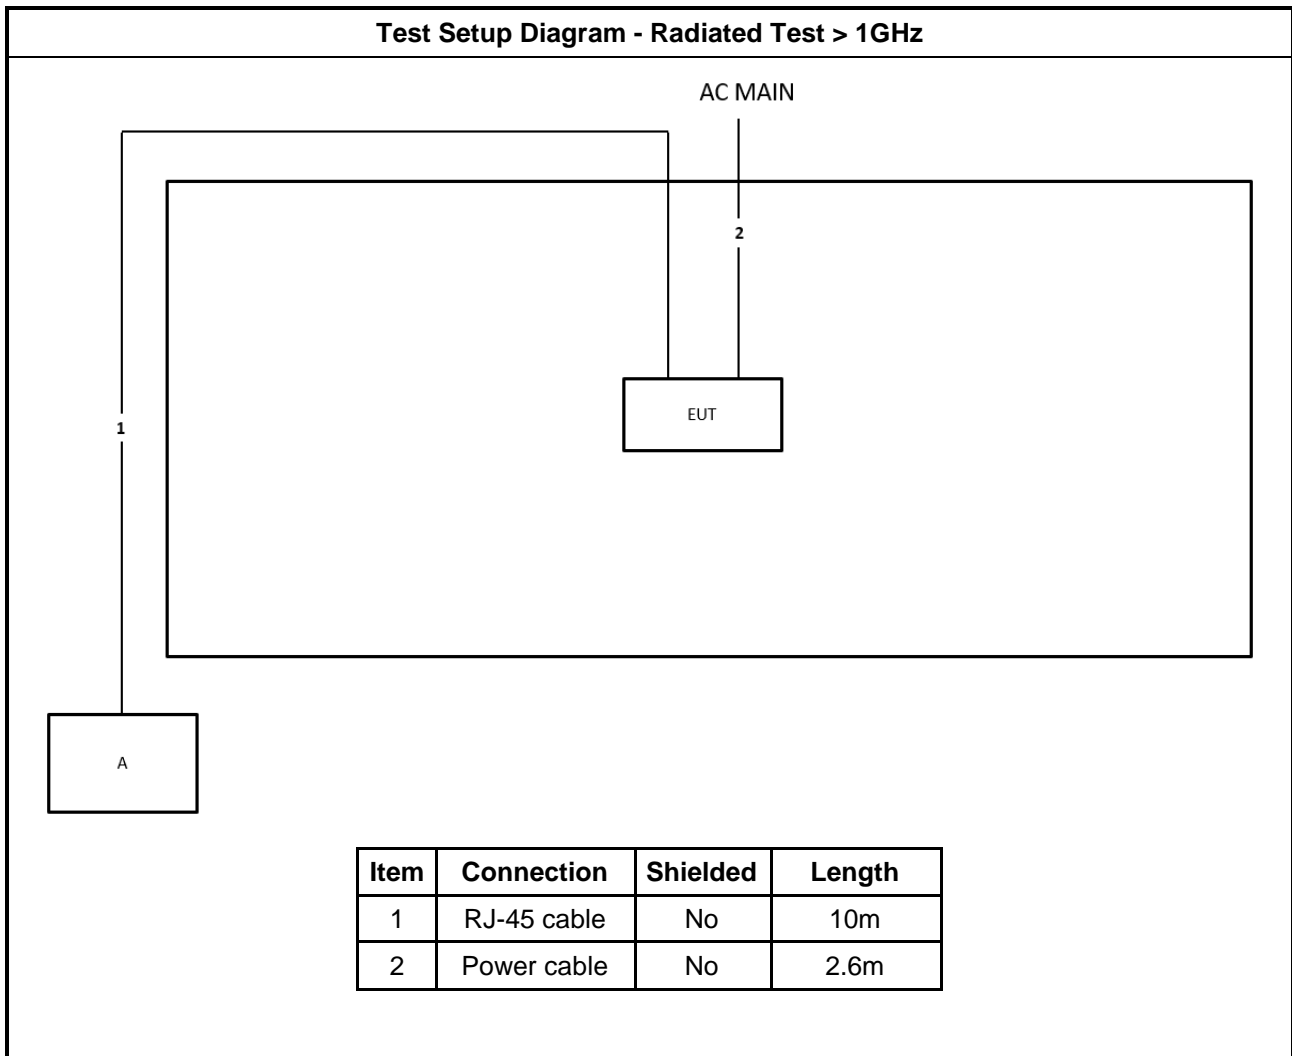 Test Setup Diagram - Radiated Test > 1GHz
AC MAIN
2
EUT
1
A
Item Connection Shielded Length
1 RJ-45 cable No 10m
2 Power cable No 2.6m